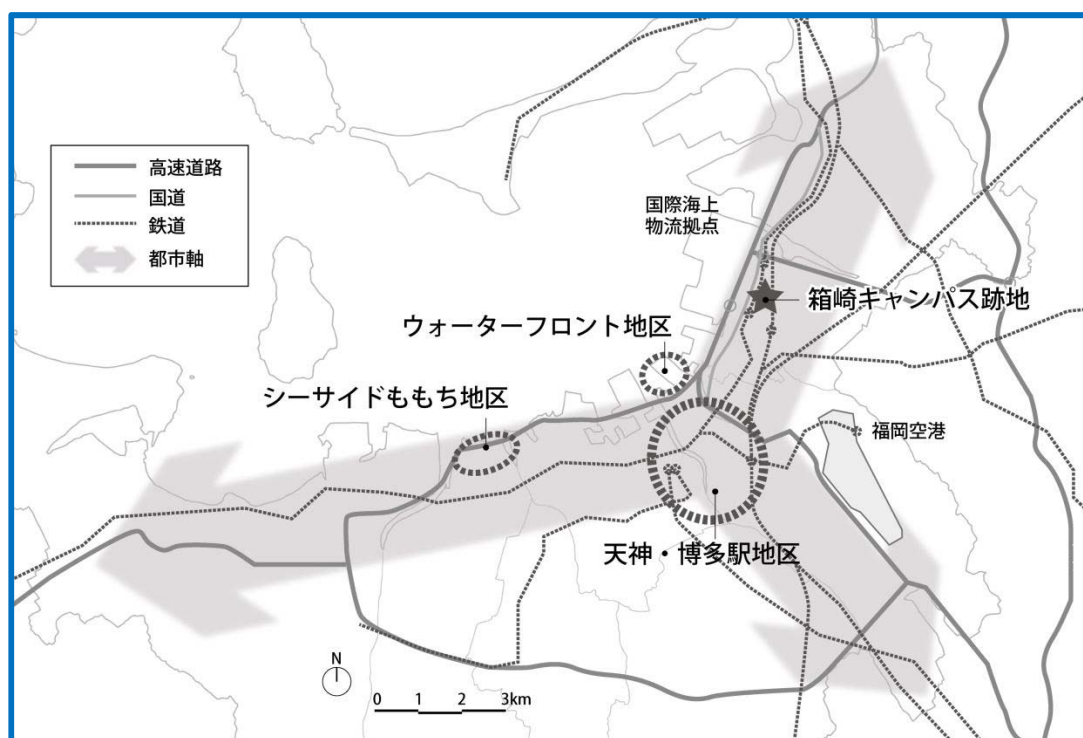 高速道路
国道
鉄道
都市軸
国際海上
物流拠点
箱崎キャンパス跡地
ウォーターフロント地区
シーサイドももち地区
福岡空港
天神・博多駅地区
N
0 1 2 3km